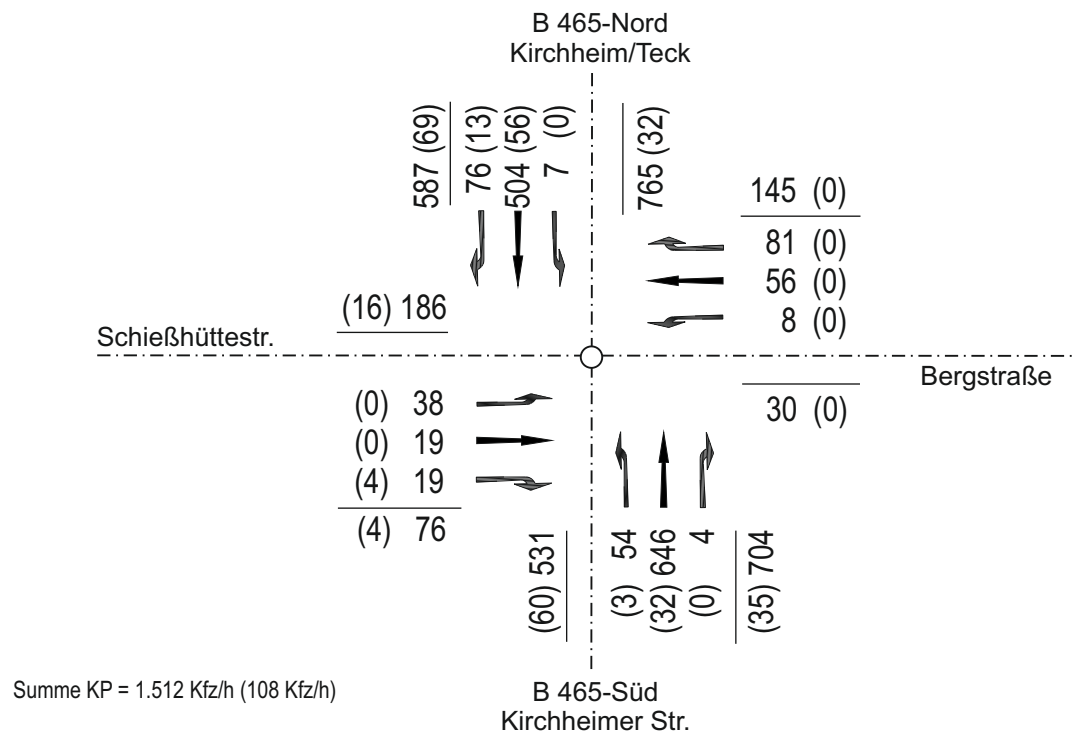 B 465-Nord
Kirchheim/Teck
587 (69)
76 (13)
504 (56)
7 (0)
765 (32)
145 (0)
81 (0)
56 (0)
8 (0)
(16) 186
Schießhüttestr.
Bergstraße
30 (0)
(0) 38
(0) 19
(4) 19
(4) 76
(60) 531
(3) 54
(32) 646
(0) 4
(35) 704
Summe KP = 1.512 Kfz/h (108 Kfz/h)
B 465-Süd
Kirchheimer Str.